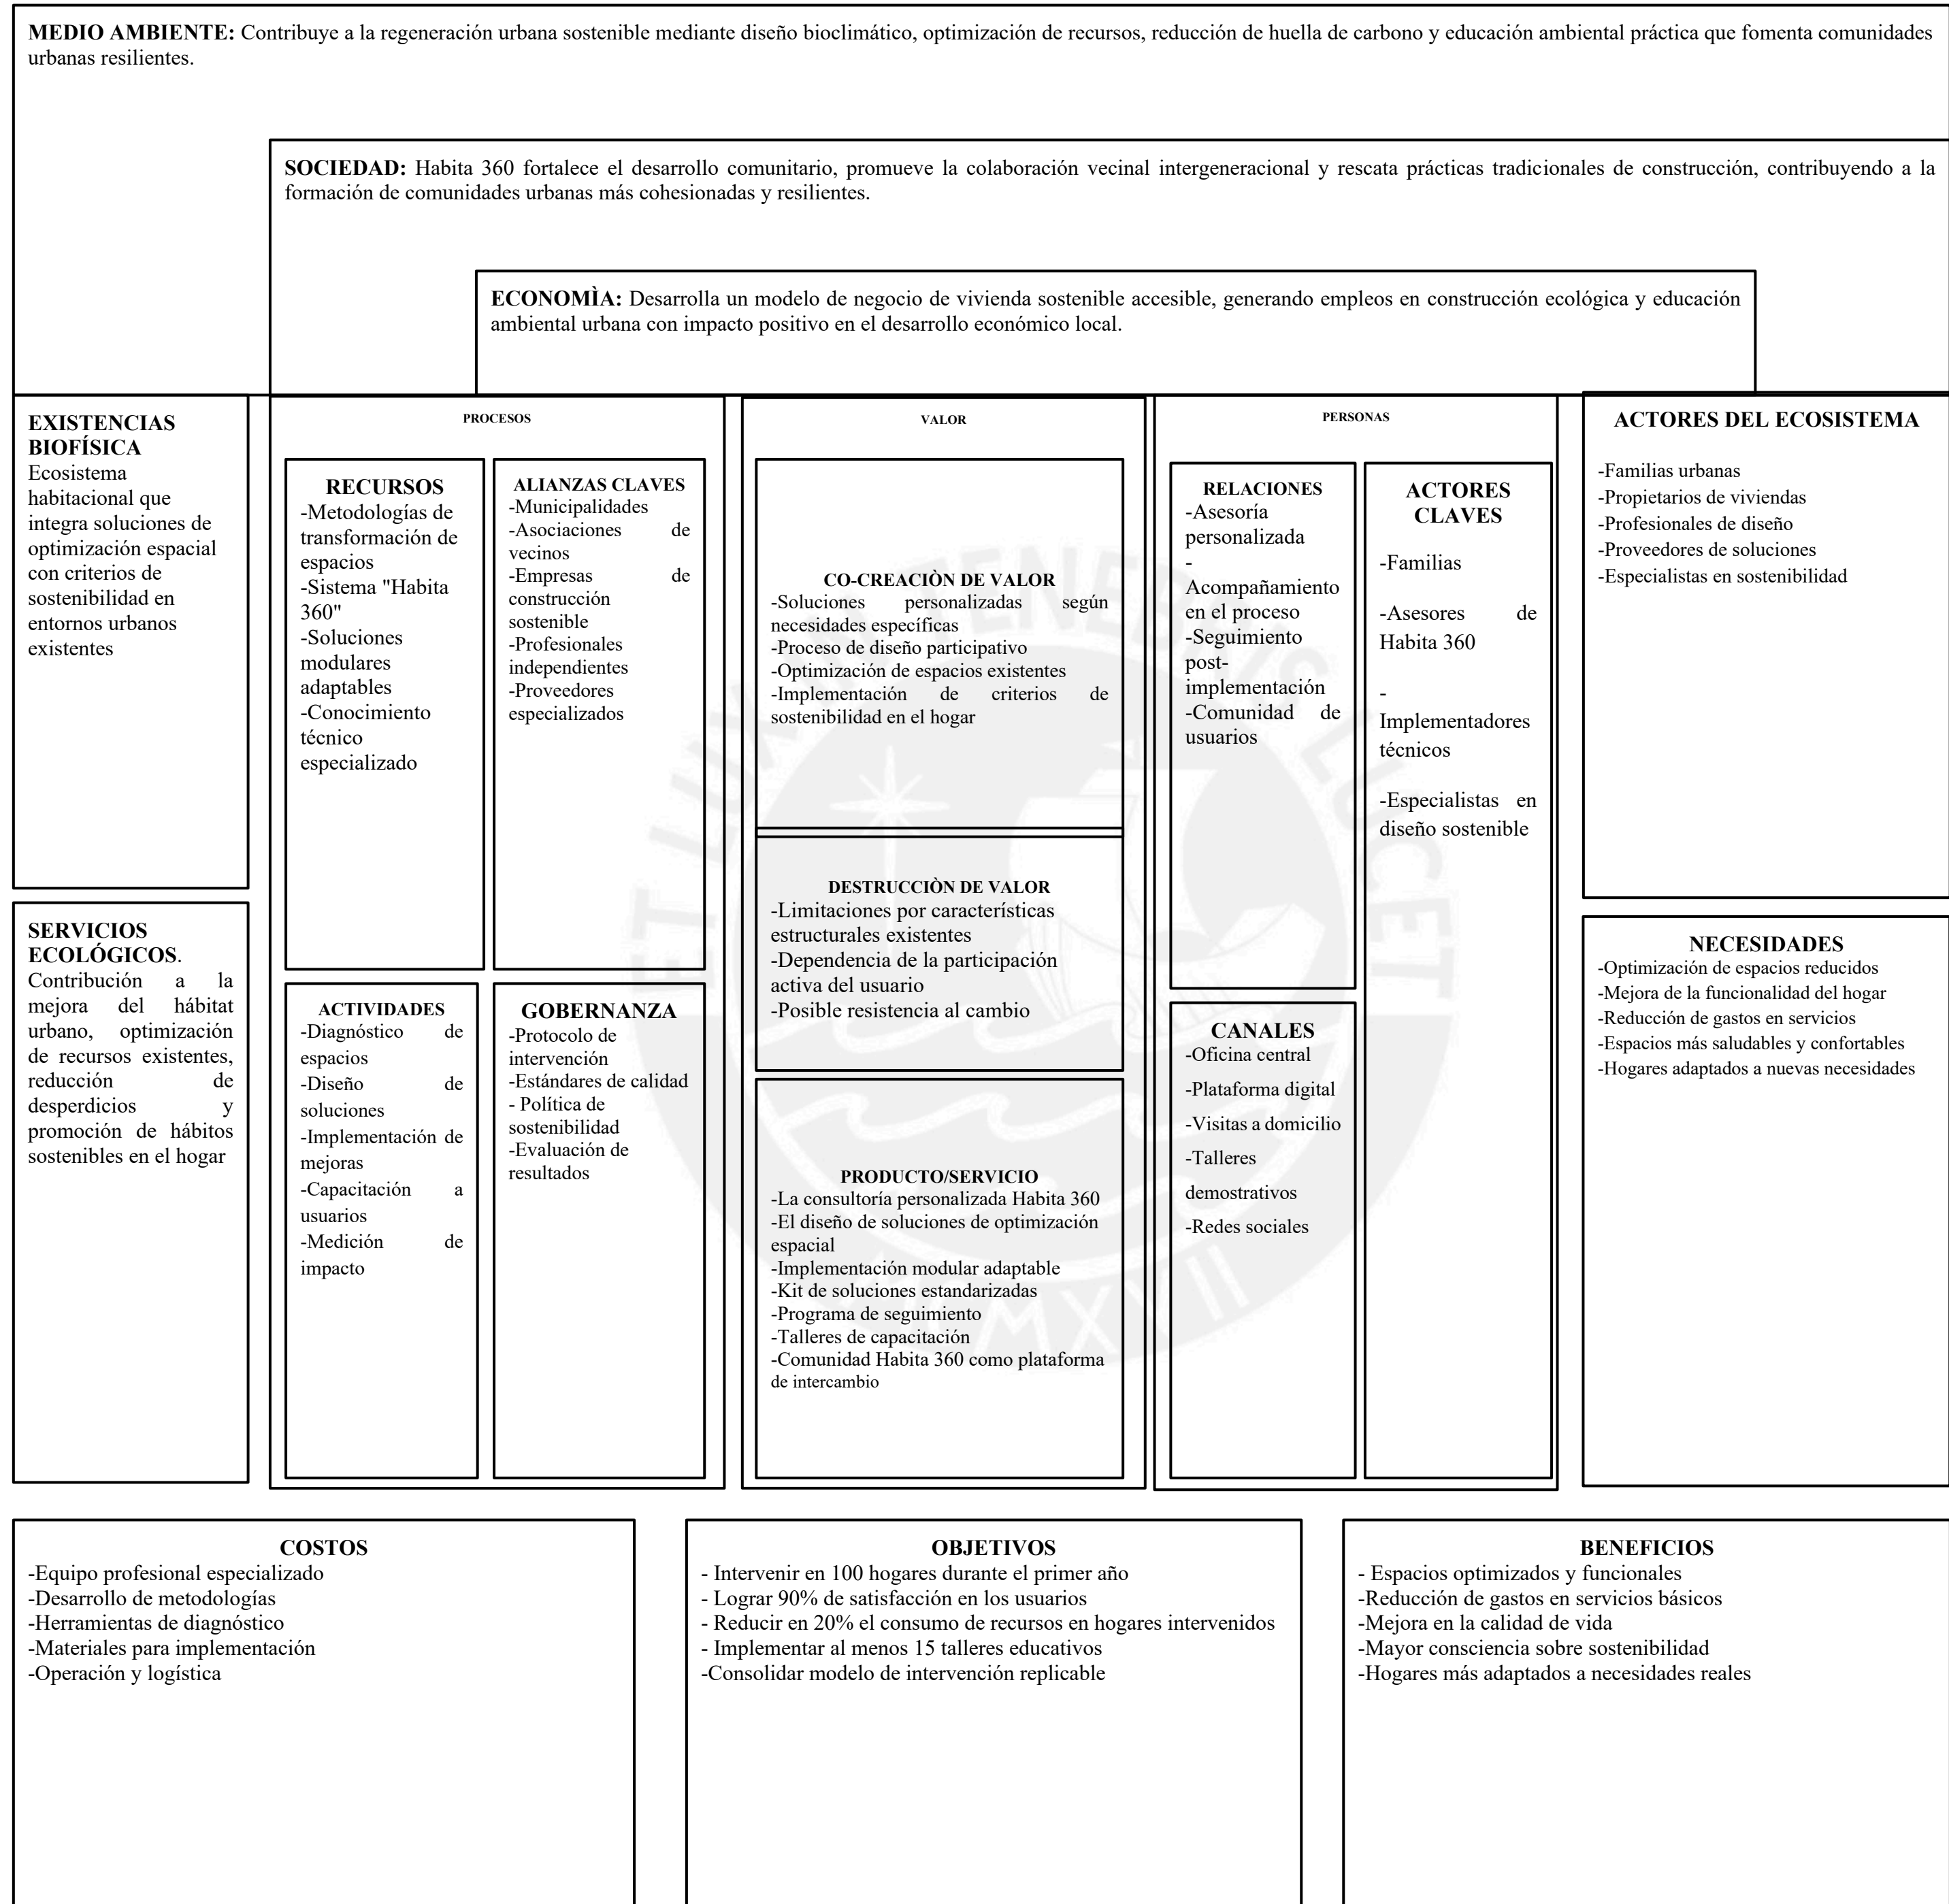 MEDIO AMBIENTE: Contribuye a la regeneración urbana sostenible mediante diseño bioclimático, optimización de recursos, reducción de huella de carbono y educación ambiental práctica que fomenta comunidades
urbanas resilientes.
SOCIEDAD: Habita 360 fortalece el desarrollo comunitario, promueve la colaboración vecinal intergeneracional y rescata prácticas tradicionales de construcción, contribuyendo a la
formación de comunidades urbanas más cohesionadas y resilientes.
ECONOMÌA: Desarrolla un modelo de negocio de vivienda sostenible accesible, generando empleos en construcción ecológica y educación
ambiental urbana con impacto positivo en el desarrollo económico local.
EXISTENCIAS
BIOFÍSICA
Ecosistema
habitacional que
integra soluciones de
optimización espacial
con criterios de
sostenibilidad en
entornos urbanos
existentes
SERVICIOS
ECOLÓGICOS.
Contribución a la
mejora del hábitat
urbano, optimización
de recursos existentes,
reducción de
desperdicios y
promoción de hábitos
sostenibles en el hogar
PROCESOS
RECURSOS
-Metodologías de
transformación de
espacios
-Sistema "Habita
360"
-Soluciones
modulares
adaptables
-Conocimiento
técnico
especializado
ALIANZAS CLAVES
-Municipalidades
-Asociaciones de
vecinos
-Empresas de
construcción
sostenible
-Profesionales
independientes
-Proveedores
especializados
ACTIVIDADES
-Diagnóstico de
espacios
-Diseño de
soluciones
-Implementación de
mejoras
-Capacitación a
usuarios
-Medición de
impacto
GOBERNANZA
-Protocolo de
intervención
-Estándares de calidad
- Política de
sostenibilidad
-Evaluación de
resultados
VALOR
CO-CREACIÒN DE VALOR
-Soluciones personalizadas según
necesidades específicas
-Proceso de diseño participativo
-Optimización de espacios existentes
-Implementación de criterios de
sostenibilidad en el hogar
DESTRUCCIÒN DE VALOR
-Limitaciones por características
estructurales existentes
-Dependencia de la participación
activa del usuario
-Posible resistencia al cambio
PRODUCTO/SERVICIO
-La consultoría personalizada Habita 360
-El diseño de soluciones de optimización
espacial
-Implementación modular adaptable
-Kit de soluciones estandarizadas
-Programa de seguimiento
-Talleres de capacitación
-Comunidad Habita 360 como plataforma
de intercambio
PERSONAS
RELACIONES
-Asesoría
personalizada
-
Acompañamiento
en el proceso
-Seguimiento
post-
implementación
-Comunidad de
usuarios
CANALES
-Oficina central
-Plataforma digital
-Visitas a domicilio
-Talleres
demostrativos
-Redes sociales
ACTORES
CLAVES
-Familias
-Asesores de
Habita 360
-
Implementadores
técnicos
-Especialistas en
diseño sostenible
ACTORES DEL ECOSISTEMA
-Familias urbanas
-Propietarios de viviendas
-Profesionales de diseño
-Proveedores de soluciones
-Especialistas en sostenibilidad
NECESIDADES
-Optimización de espacios reducidos
-Mejora de la funcionalidad del hogar
-Reducción de gastos en servicios
-Espacios más saludables y confortables
-Hogares adaptados a nuevas necesidades
COSTOS
-Equipo profesional especializado
-Desarrollo de metodologías
-Herramientas de diagnóstico
-Materiales para implementación
-Operación y logística
OBJETIVOS
- Intervenir en 100 hogares durante el primer año
- Lograr 90% de satisfacción en los usuarios
- Reducir en 20% el consumo de recursos en hogares intervenidos
- Implementar al menos 15 talleres educativos
-Consolidar modelo de intervención replicable
BENEFICIOS
- Espacios optimizados y funcionales
-Reducción de gastos en servicios básicos
-Mejora en la calidad de vida
-Mayor consciencia sobre sostenibilidad
-Hogares más adaptados a necesidades reales
ET LUX IN TENEBRIS LUCET
MCMXVII